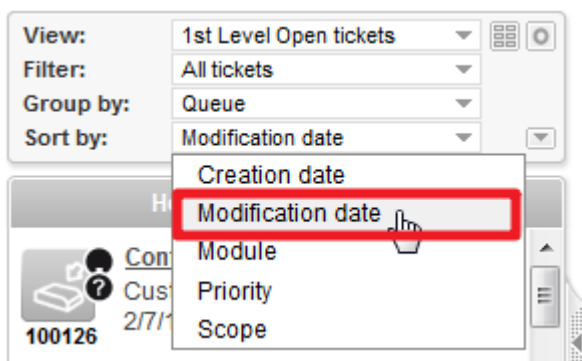 View: 1st Level Open tickets
Filter: All tickets
Group by: Queue
Sort by: Modification date
Creation date
Modification date
Module
Priority
Scope
100126